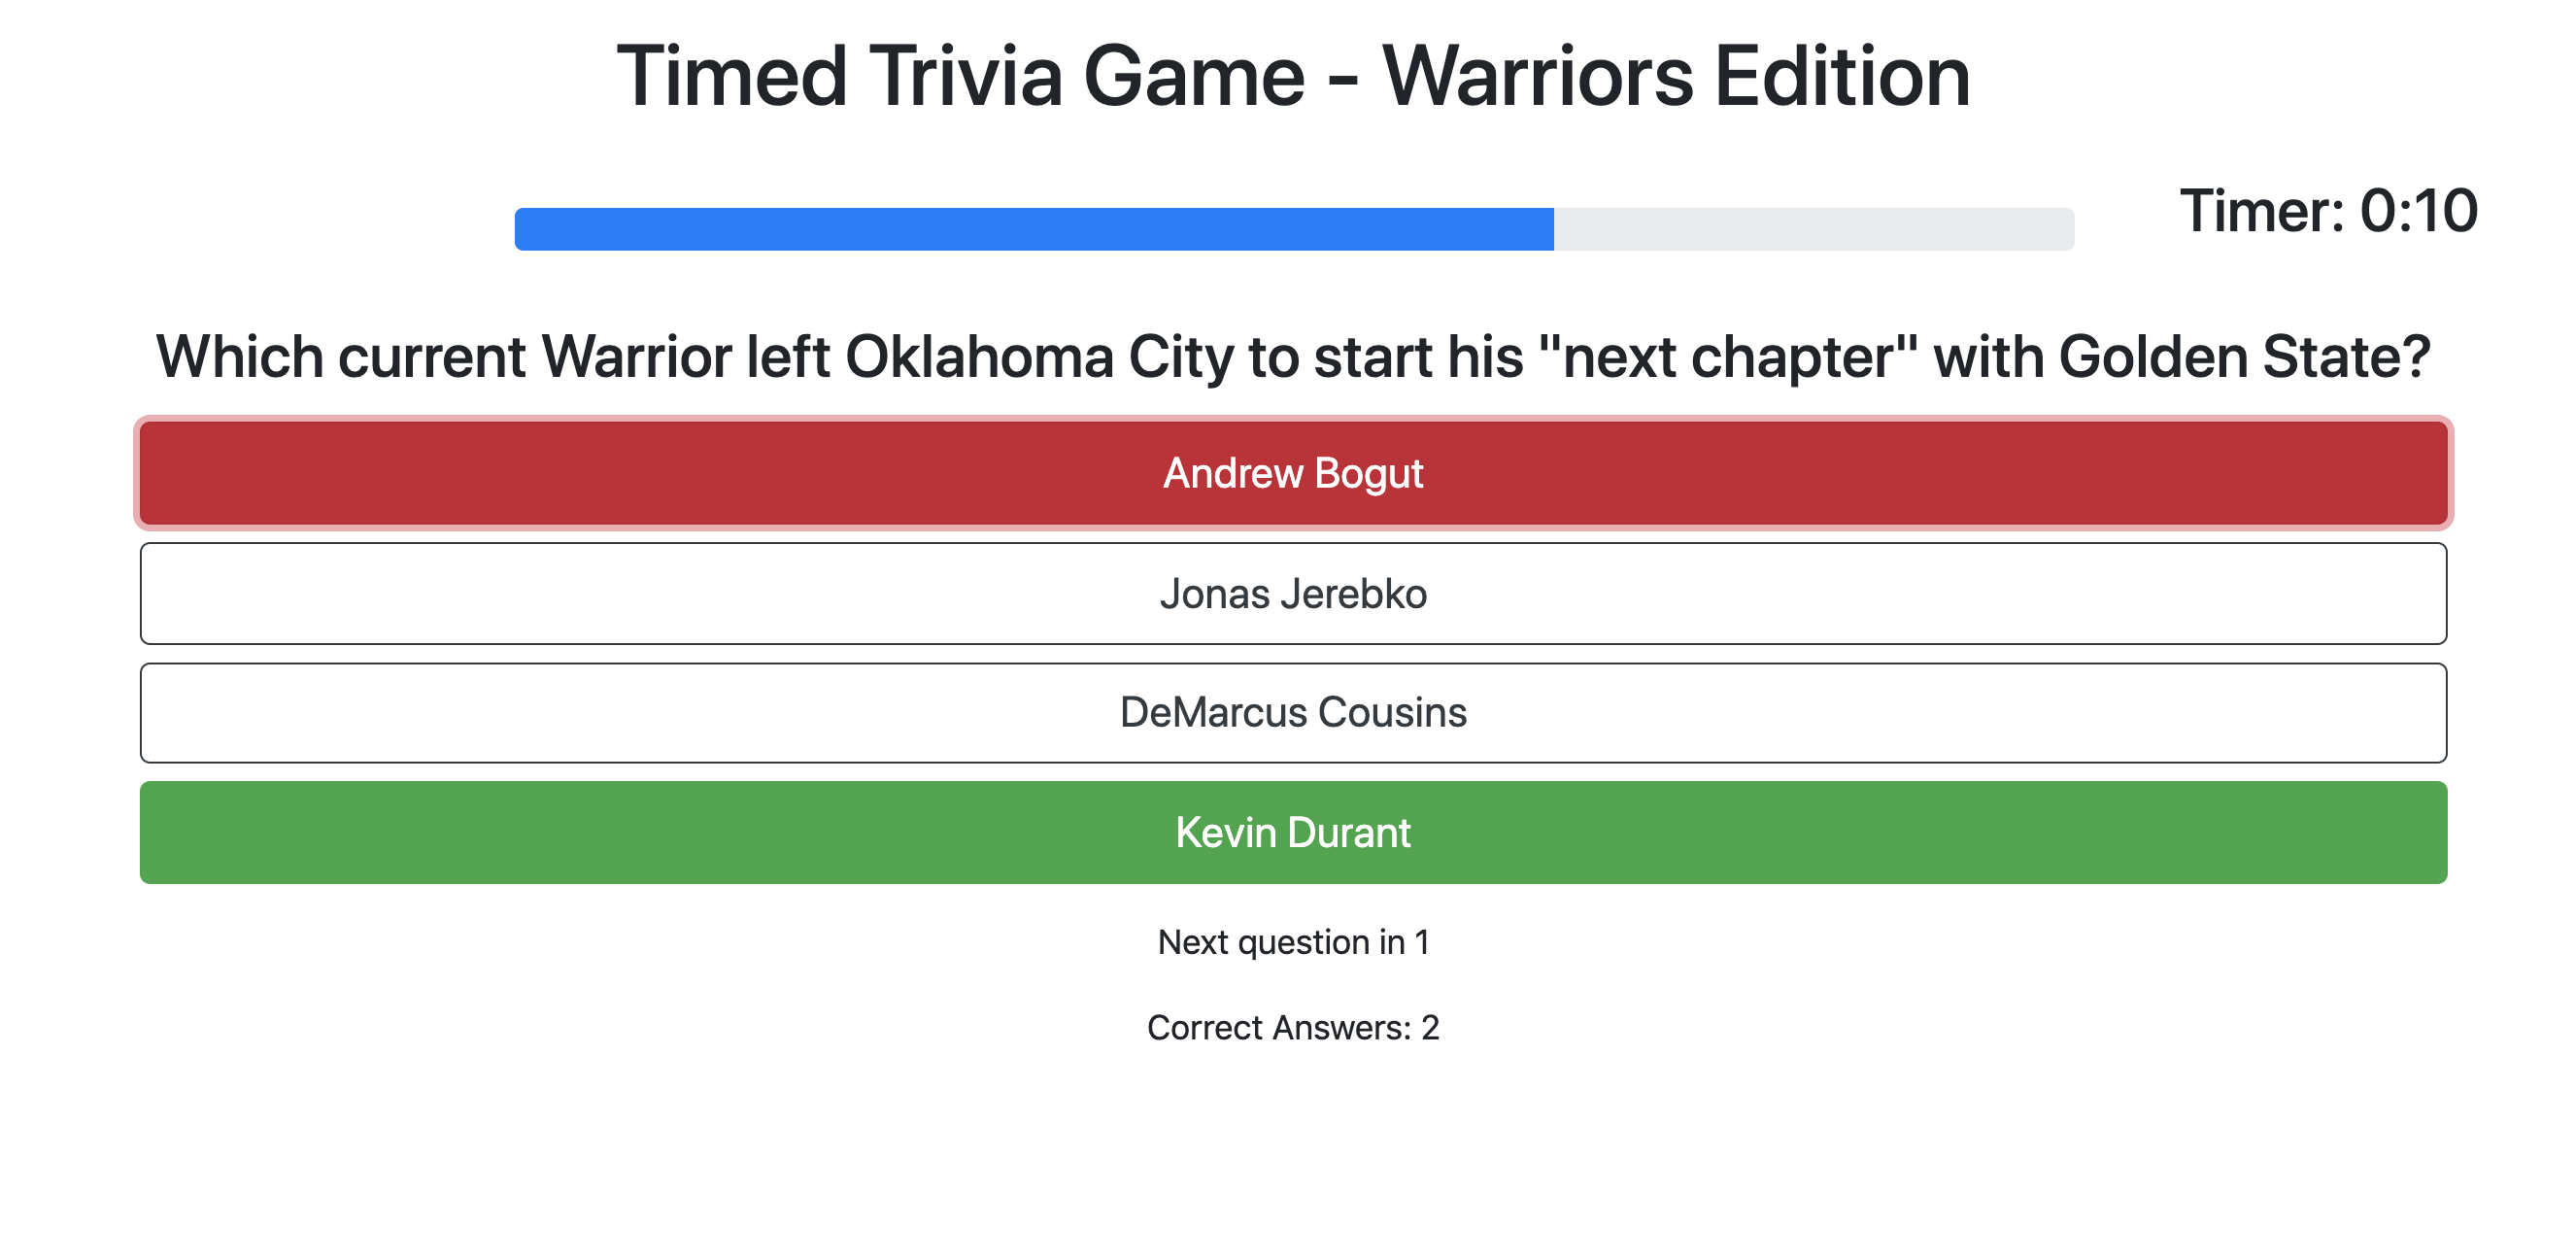 Timed Trivia Game - Warriors Edition
Timer: 0:10
Which current Warrior left Oklahoma City to start his "next chapter" with Golden State?
Andrew Bogut
Jonas Jerebko
DeMarcus Cousins
Kevin Durant
Next question in 1
Correct Answers: 2